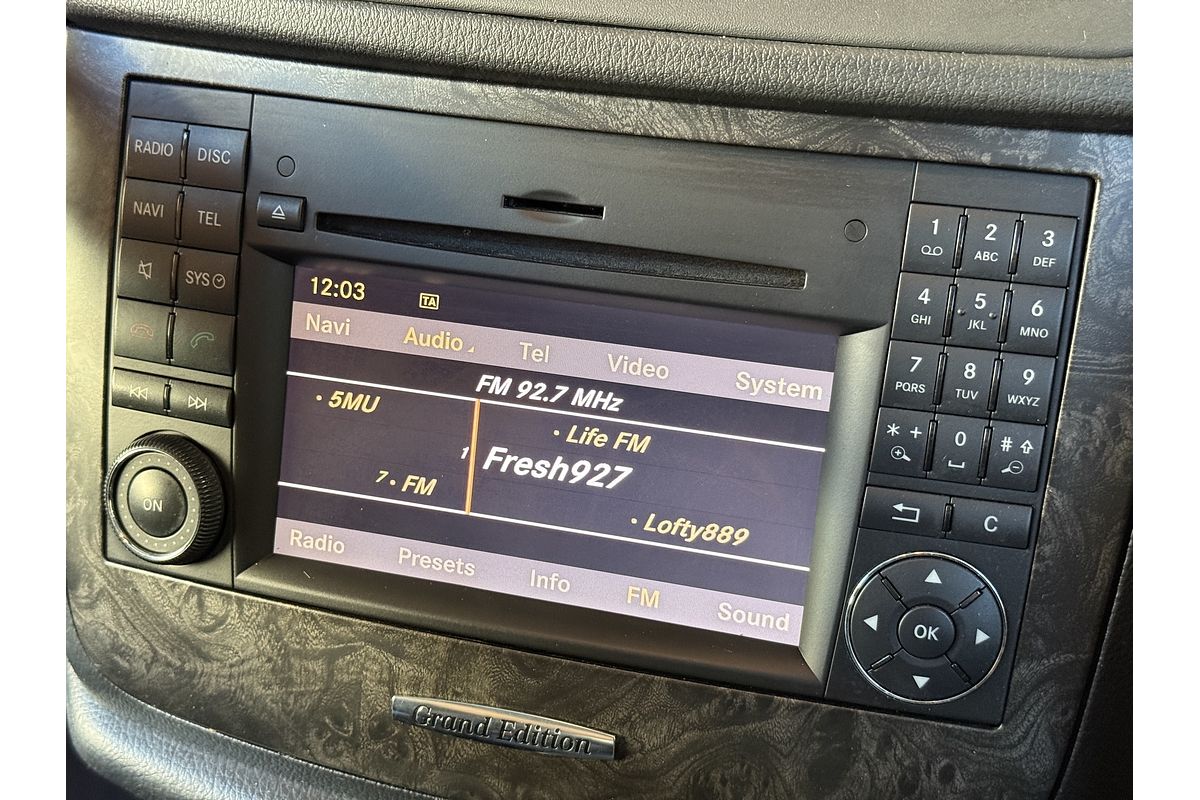 RADIO DISC
NAVI TEL
SYS
ON
12:03 TA
Navi Audio Tel Video System
FM 92.7 MHz
• 5MU
• Life FM
1 Fresh927
7 • FM
• Lofty889
Radio Presets Info FM Sound
1 2 ABC 3 DEF
4 GHI 5 JKL 6 MNO
7 PQRS 8 TUV 9 WXYZ
* + 0 #
C
OK
Grand Edition